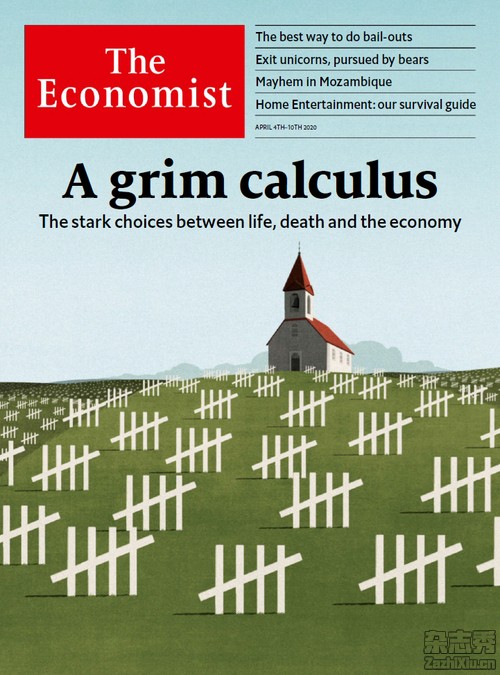 The
Economist
The best way to do bail-outs
Exit unicorns, pursued by bears
Mayhem in Mozambique
Home Entertainment: our survival guide
APRIL 4TH–10TH 2020
A grim calculus
The stark choices between life, death and the economy
杂志秀
ZazhiXiu.cn